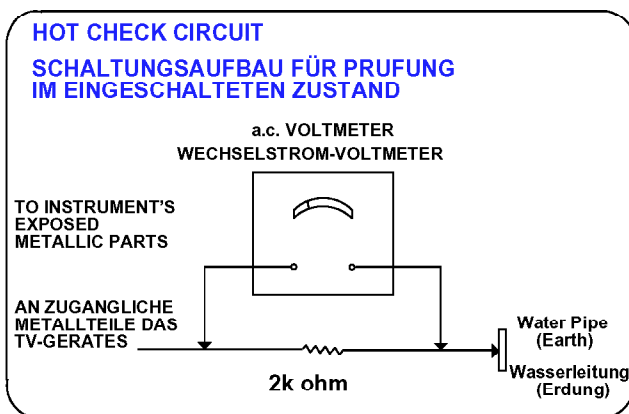 HOT CHECK CIRCUIT
SCHALTUNGSAUFBAU FÜR PRUFUNG
IM EINGESCHALTETEN ZUSTAND
a.c. VOLTMETER
WECHSELSTROM-VOLTMETER
TO INSTRUMENT'S
EXPOSED
METALLIC PARTS
AN ZUGANGLICHE
METALLTEILE DAS
TV-GERATES
2k ohm
Water Pipe
(Earth)
Wasserleitung
(Erdung)